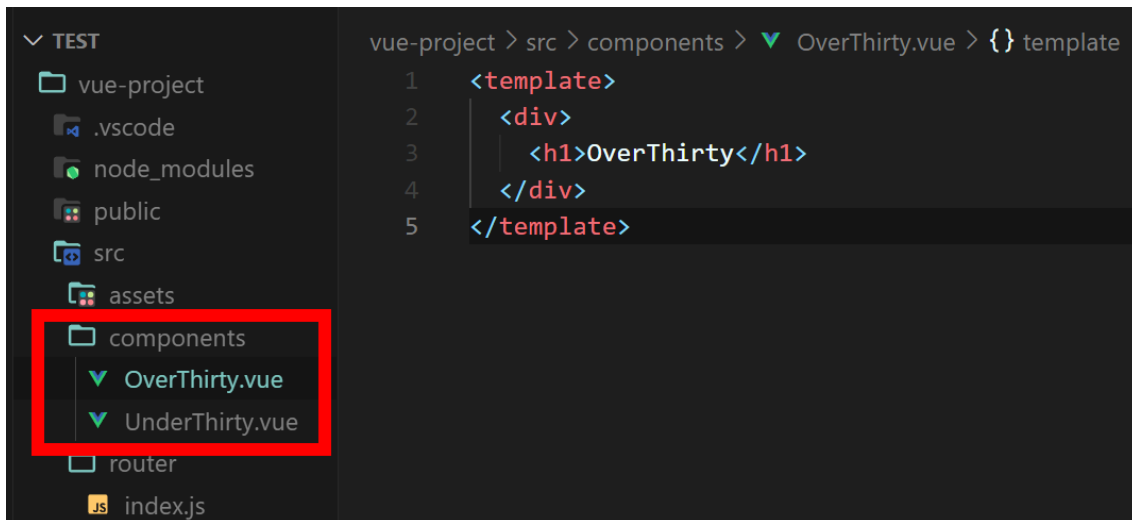 TEST
vue-project
.vscode
node_modules
public
src
assets
components
OverThirty.vue
UnderThirty.vue
router
JS index.js
vue-project > src > components > OverThirty.vue > {} template
1 <template>
2 <div>
3 <h1>OverThirty</h1>
4 </div>
5 </template>